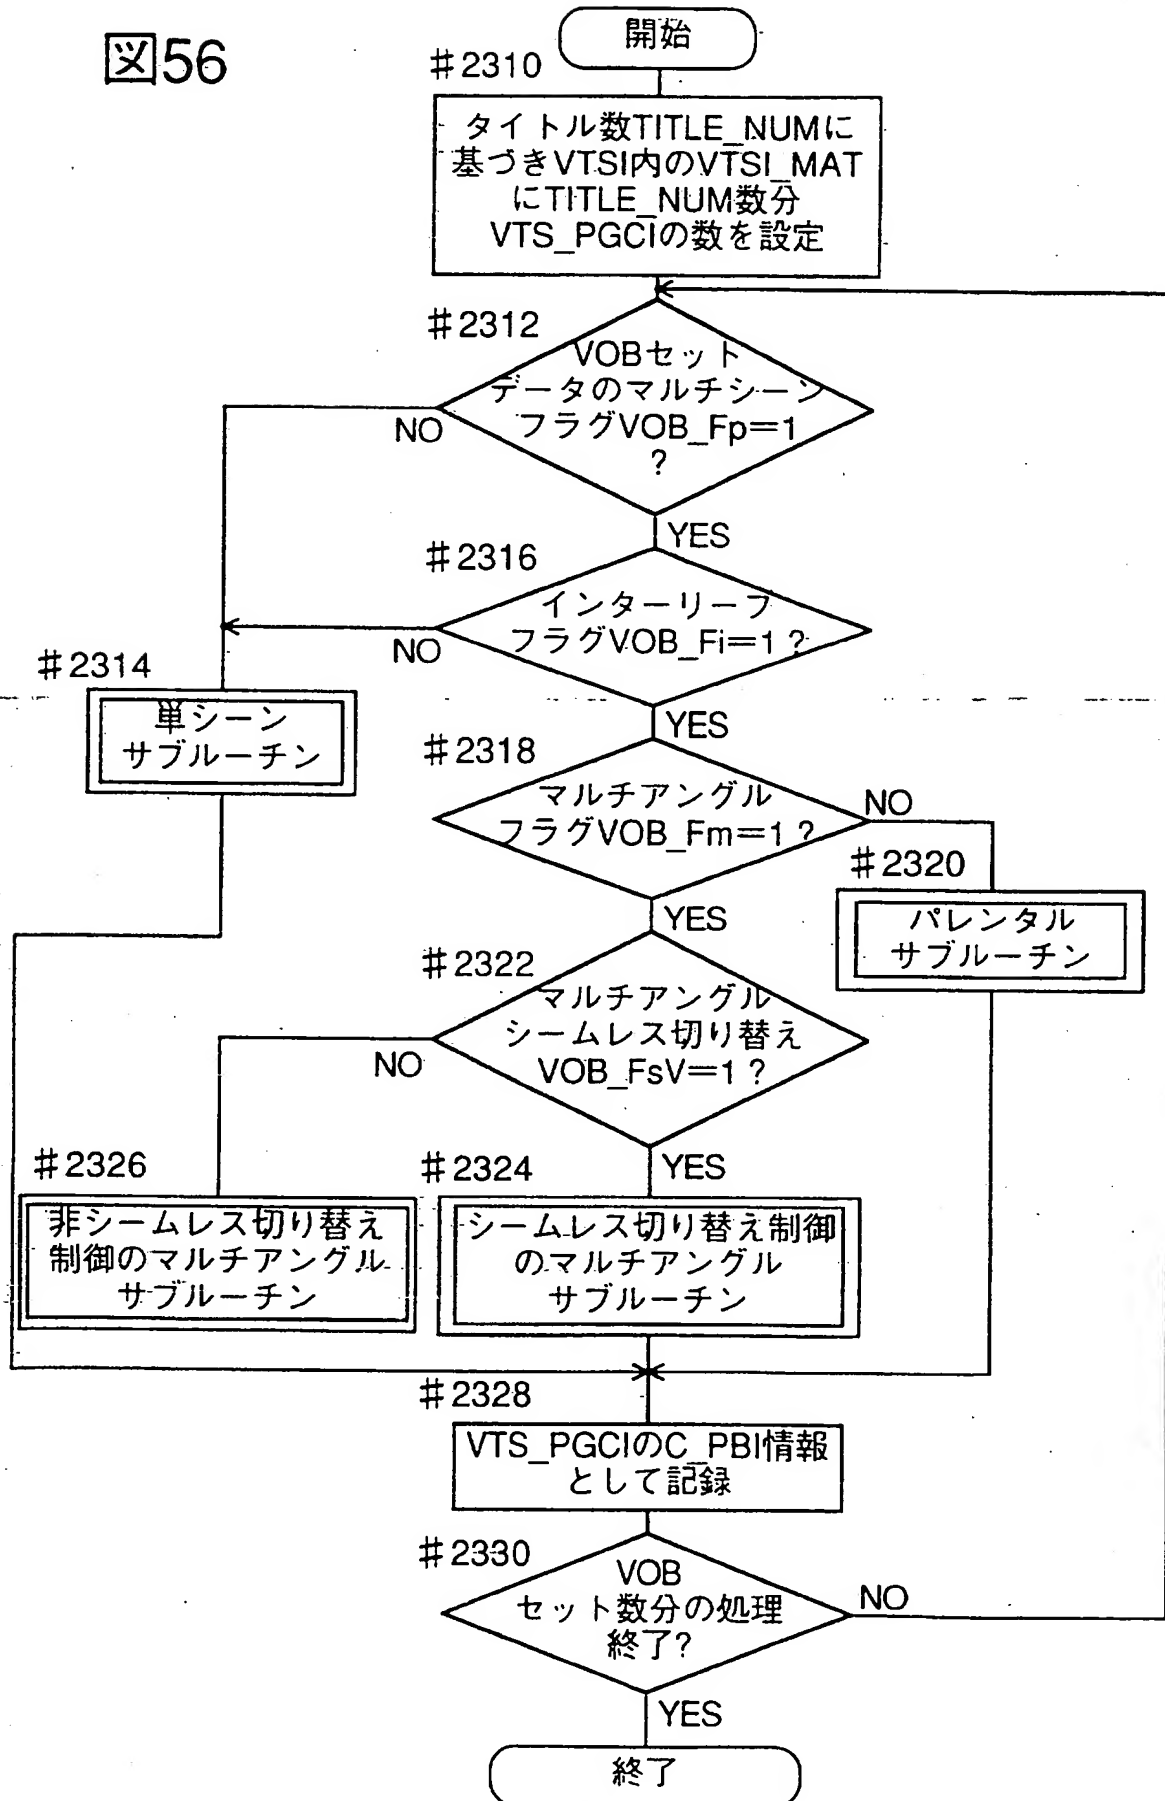 図56
開始
#2310
タイトル数TITLE_NUMに
基づきVTSI内のVTSI_MAT
にTITLE_NUM数分
VTS_PGCIの数を設定
#2312
VOBセット
データのマルチシーン
フラグVOB_Fp=1
?
NO
YES
#2316
インターリーフ
フラグVOB_Fi=1?
NO
YES
#2314
単シーン
サブルーチン
#2318
マルチアングル
フラグVOB_Fm=1?
NO
YES
#2320
パレンタル
サブルーチン
#2322
マルチアングル
シームレス切り替え
VOB_FsV=1?
NO
YES
#2326
非シームレス切り替え
制御のマルチアングル
サブルーチン
#2324
シームレス切り替え制御
のマルチアングル
サブルーチン
#2328
VTS_PGCIのC_PBI情報
として記録
#2330
VOB
セット数分の処理
終了?
NO
YES
終了